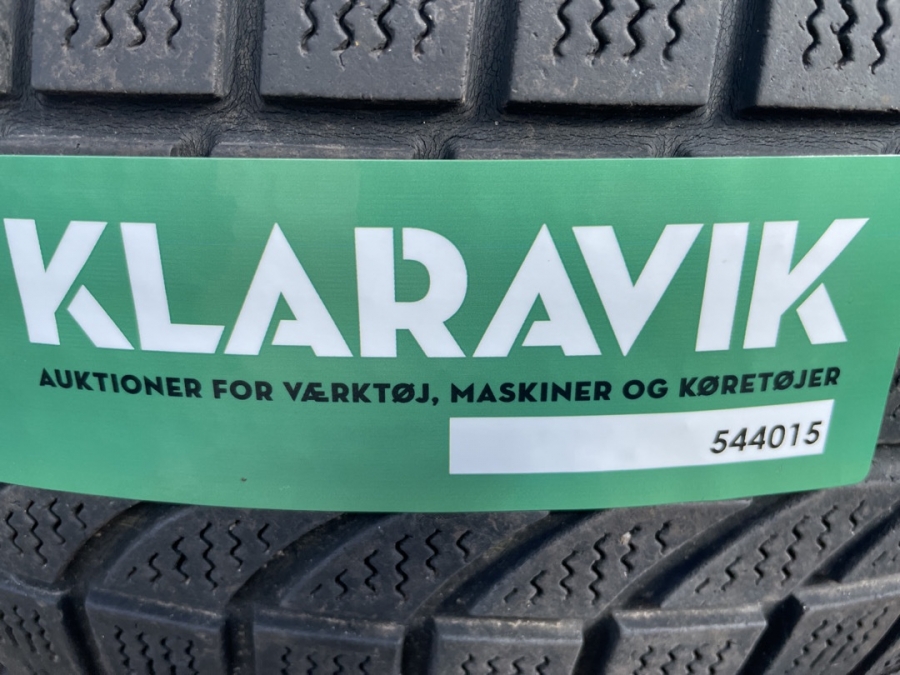 KLARAVIK
AUKTIONER FOR VÆRKTØJ, MASKINER OG KØRETØJER
544015